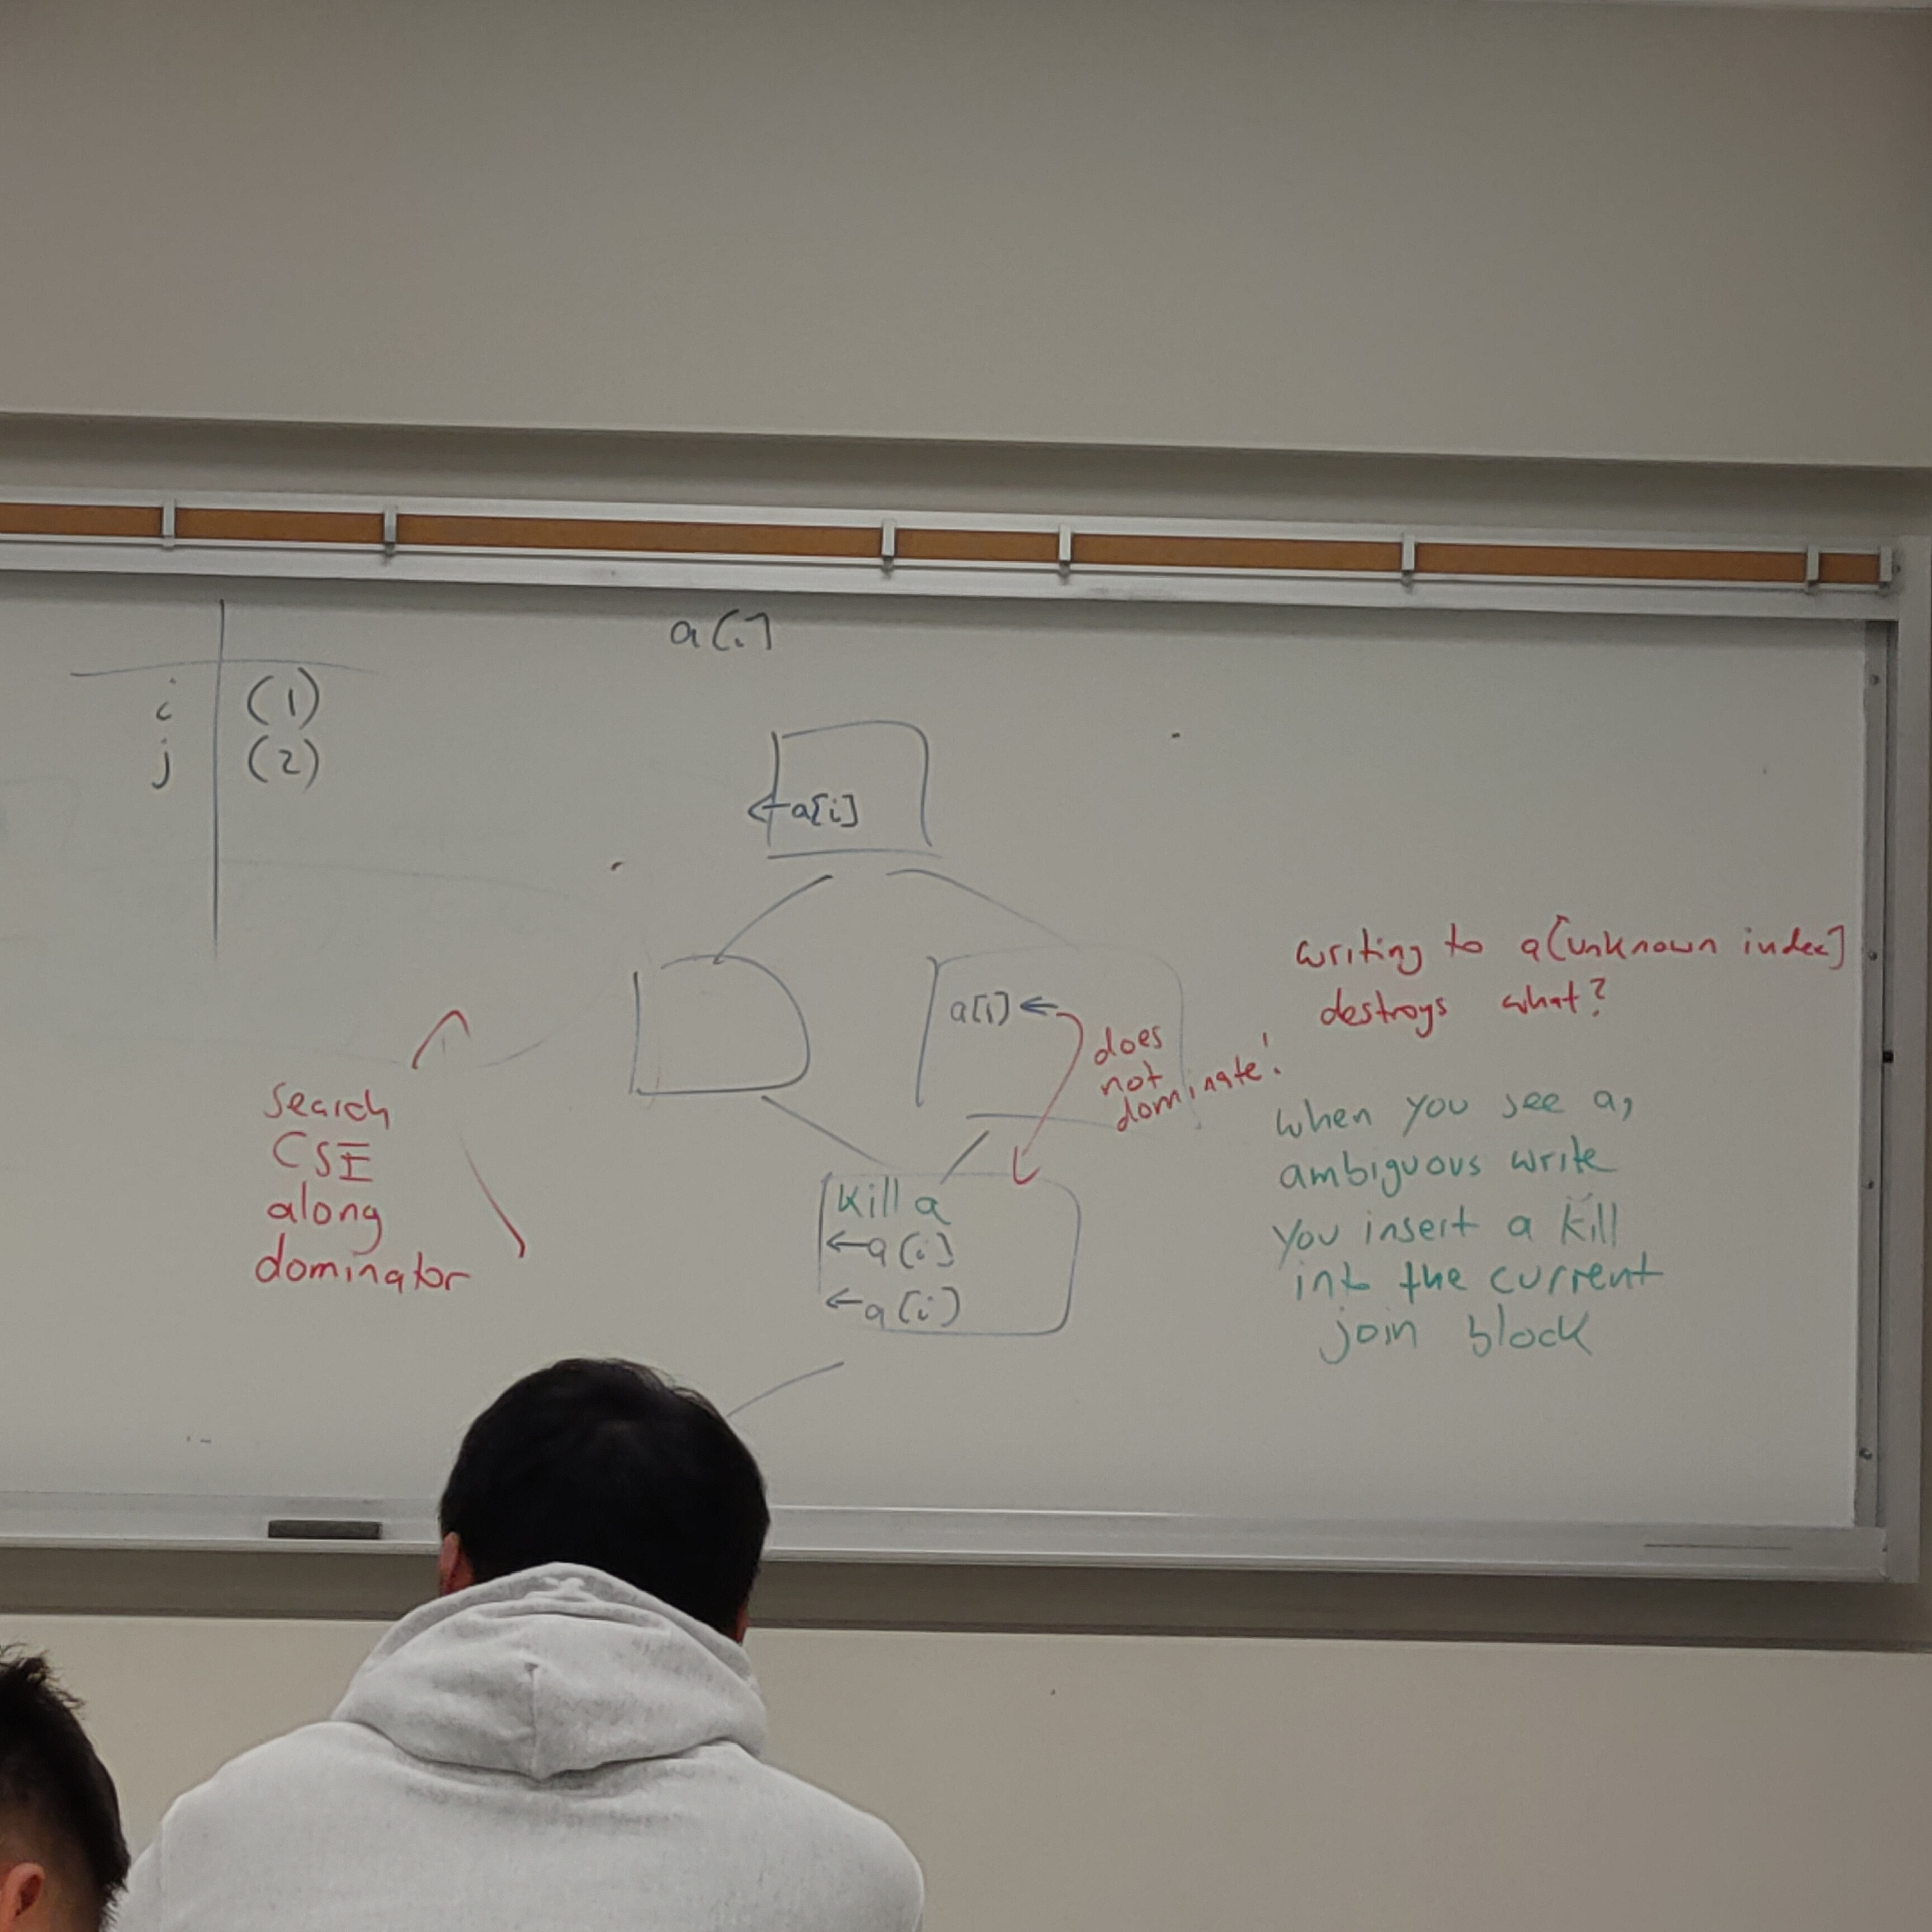 a[i]
i (1)
j (2)
←a[i]
a[i]←
does
not
dominate!
writing to a[unknown index]
destroys what?
search
CSE
along
dominator
when you see a,
ambiguous write
you insert a kill
into the current
join block
kill a
←a[i]
←a[i]